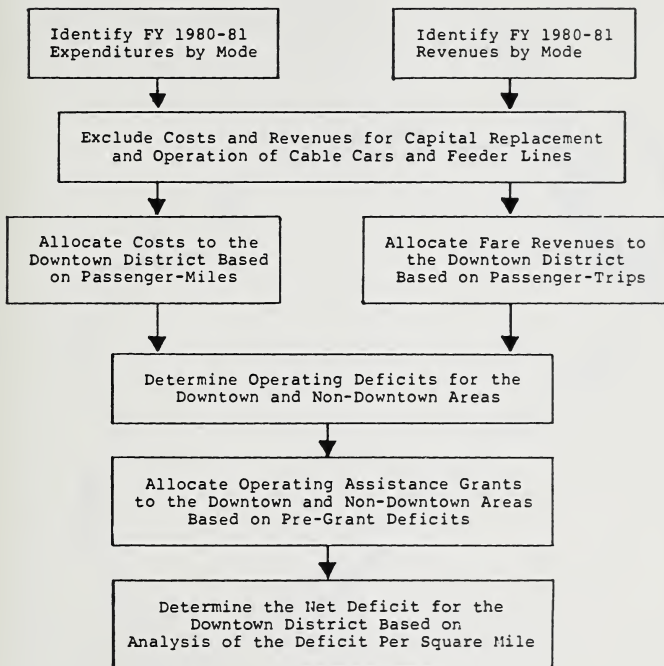 Identify FY 1980-81
Expenditures by Mode
Identify FY 1980-81
Revenues by Mode
Exclude Costs and Revenues for Capital Replacement
and Operation of Cable Cars and Feeder Lines
Allocate Costs to the
Downtown District Based
on Passenger-Miles
Allocate Fare Revenues to
the Downtown District
Based on Passenger-Trips
Determine Operating Deficits for the
Downtown and Non-Downtown Areas
Allocate Operating Assistance Grants
to the Downtown and Non-Downtown Areas
Based on Pre-Grant Deficits
Determine the Net Deficit for the
Downtown District Based on
Analysis of the Deficit Per Square Mile